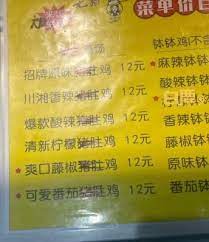 菜单价目
钵钵鸡(不含
招牌原味猪肚鸡 12元
★麻辣钵钵
川湘香辣猪肚鸡 12元
酸辣钵钵
爆款酸辣猪肚鸡 12元
香辣钵钵
清新柠檬猪肚鸡 12元
藤椒钵钵
★爽口藤椒猪肚鸡 12元
原味钵钵
★可爱番茄猪肚鸡 12元
番茄钵钵